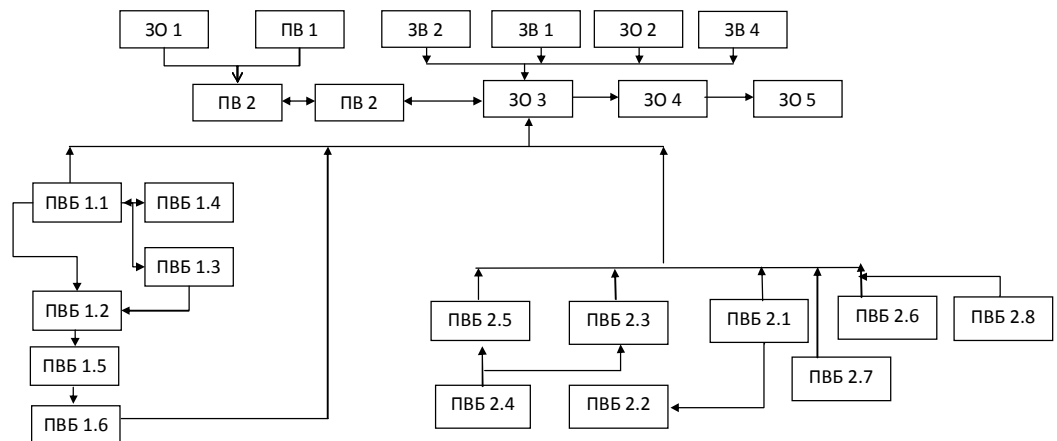 ЗО 1
ПВ 1
ЗВ 2
ЗВ 1
ЗО 2
ЗВ 4
ПВ 2
ПВ 2
ЗО 3
ЗО 4
ЗО 5
ПВБ 1.1
ПВБ 1.4
ПВБ 1.3
ПВБ 1.2
ПВБ 1.5
ПВБ 1.6
ПВБ 2.5
ПВБ 2.3
ПВБ 2.1
ПВБ 2.6
ПВБ 2.8
ПВБ 2.7
ПВБ 2.4
ПВБ 2.2